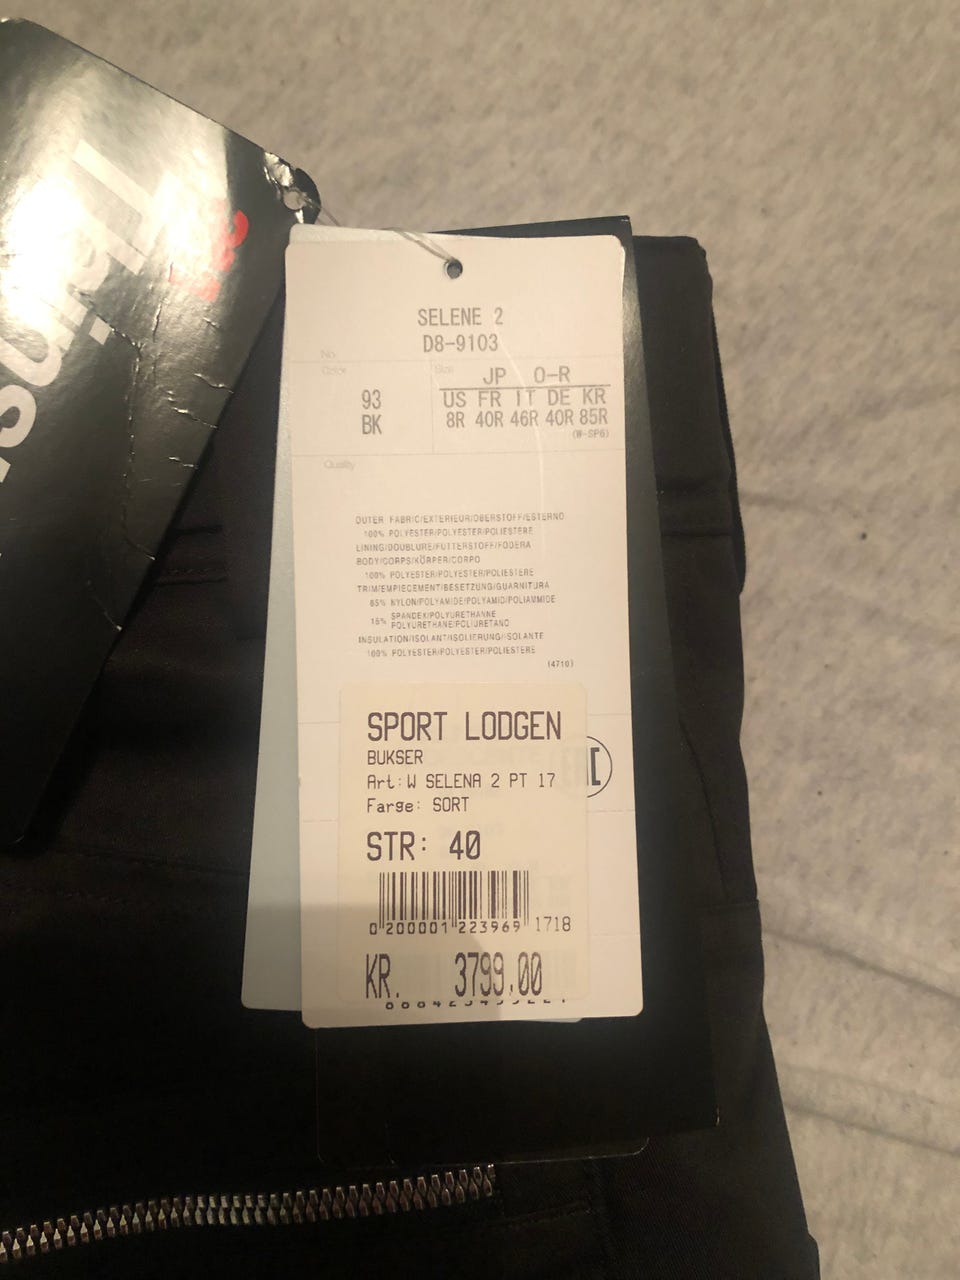 SELENE 2
D8-9103
No.
Color
93
BK
Size
JP O-R
US FR IT DE KR
8R 40R 46R 40R 85R
(W-SP6)
Quality
OUTER FABRIC/EXTERIEUR/OBERSTOFF/ESTERNO
100% POLYESTER/POLYESTER/POLIESTERE
LINING/DOUBLURE/FUTTERSTOFF/FODERA
BODY/CORPS/KÖRPER/CORPO
100% POLYESTER/POLYESTER/POLIESTERE
TRIM/EMPIECEMENT/BESETZUNG/GUARNITURA
85% NYLON/POLYAMIDE/POLYAMID/POLIAMMIDE
15% SPANDEX/POLYURETHANNE
POLYURETHANE/POLIURETANO
INSULATION/ISOLANT/ISOLIERUNG/ISOLANTE
100% POLYESTER/POLYESTER/POLIESTERE
(4710)
SPORT LODGEN
BUKSER
Art: W SELENA 2 PT 17
Farge: SORT
STR: 40
0 200001 223969 1718
KR. 3799,00